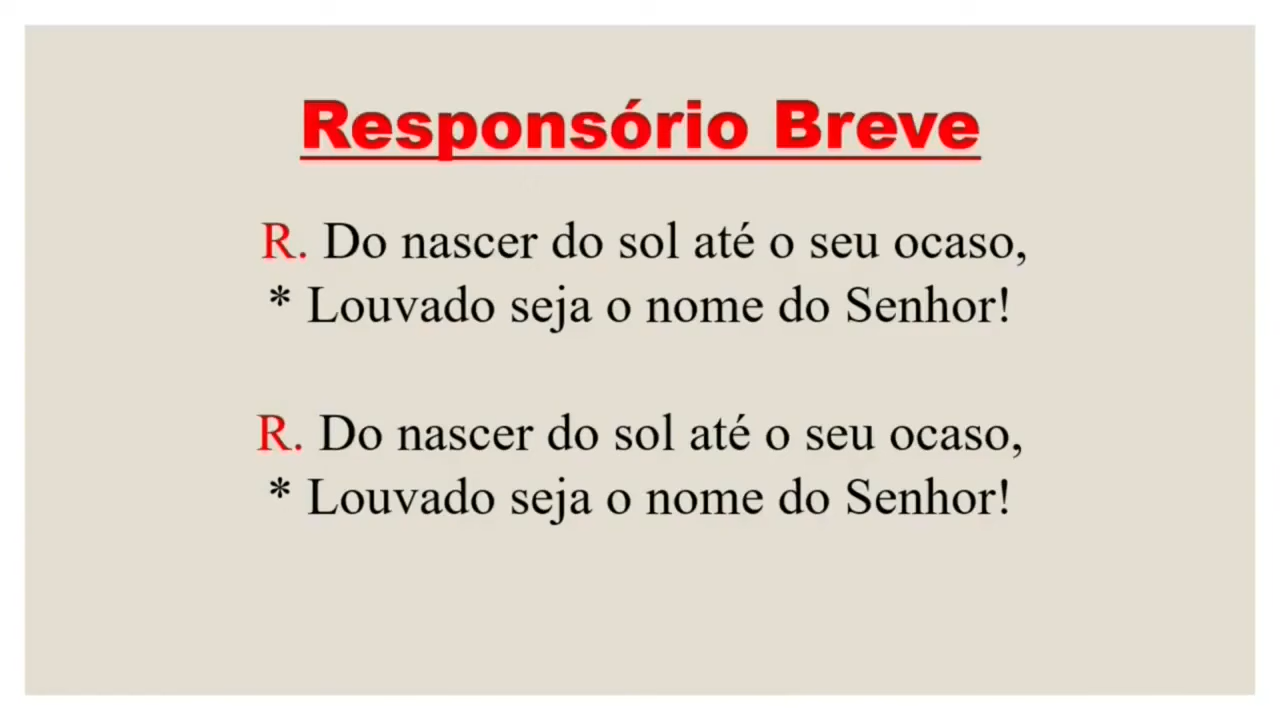 Responsório Breve
R. Do nascer do sol até o seu ocaso,
* Louvado seja o nome do Senhor!
R. Do nascer do sol até o seu ocaso,
* Louvado seja o nome do Senhor!